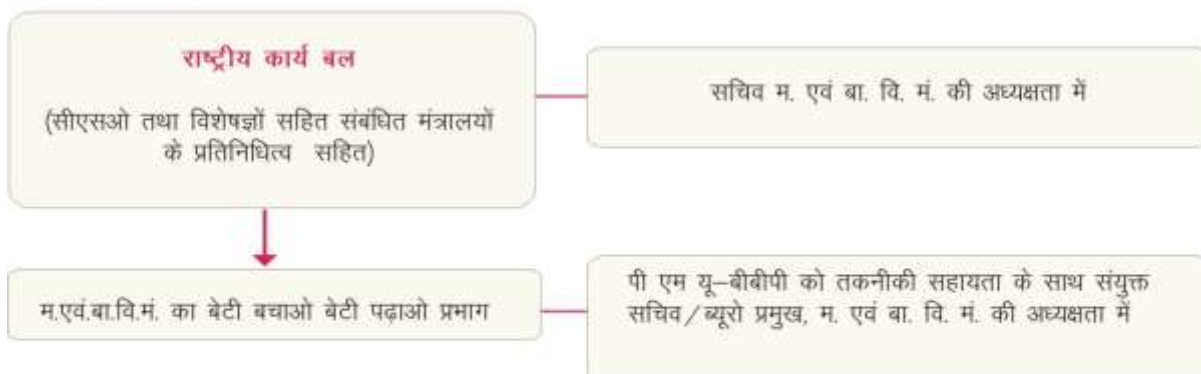 राष्ट्रीय कार्य बल
(सीएसओ तथा विशेषज्ञों सहित संबंधित मंत्रालयों
के प्रतिनिधित्व सहित)
सचिव म. एवं बा. वि. मं. की अध्यक्षता में
म.एवं.बा.वि.मं. का बेटी बचाओ बेटी पढ़ाओ प्रभाग
पी एम यू–बीबीपी को तकनीकी सहायता के साथ संयुक्त
सचिव/ब्यूरो प्रमुख, म. एवं बा. वि. मं. की अध्यक्षता में